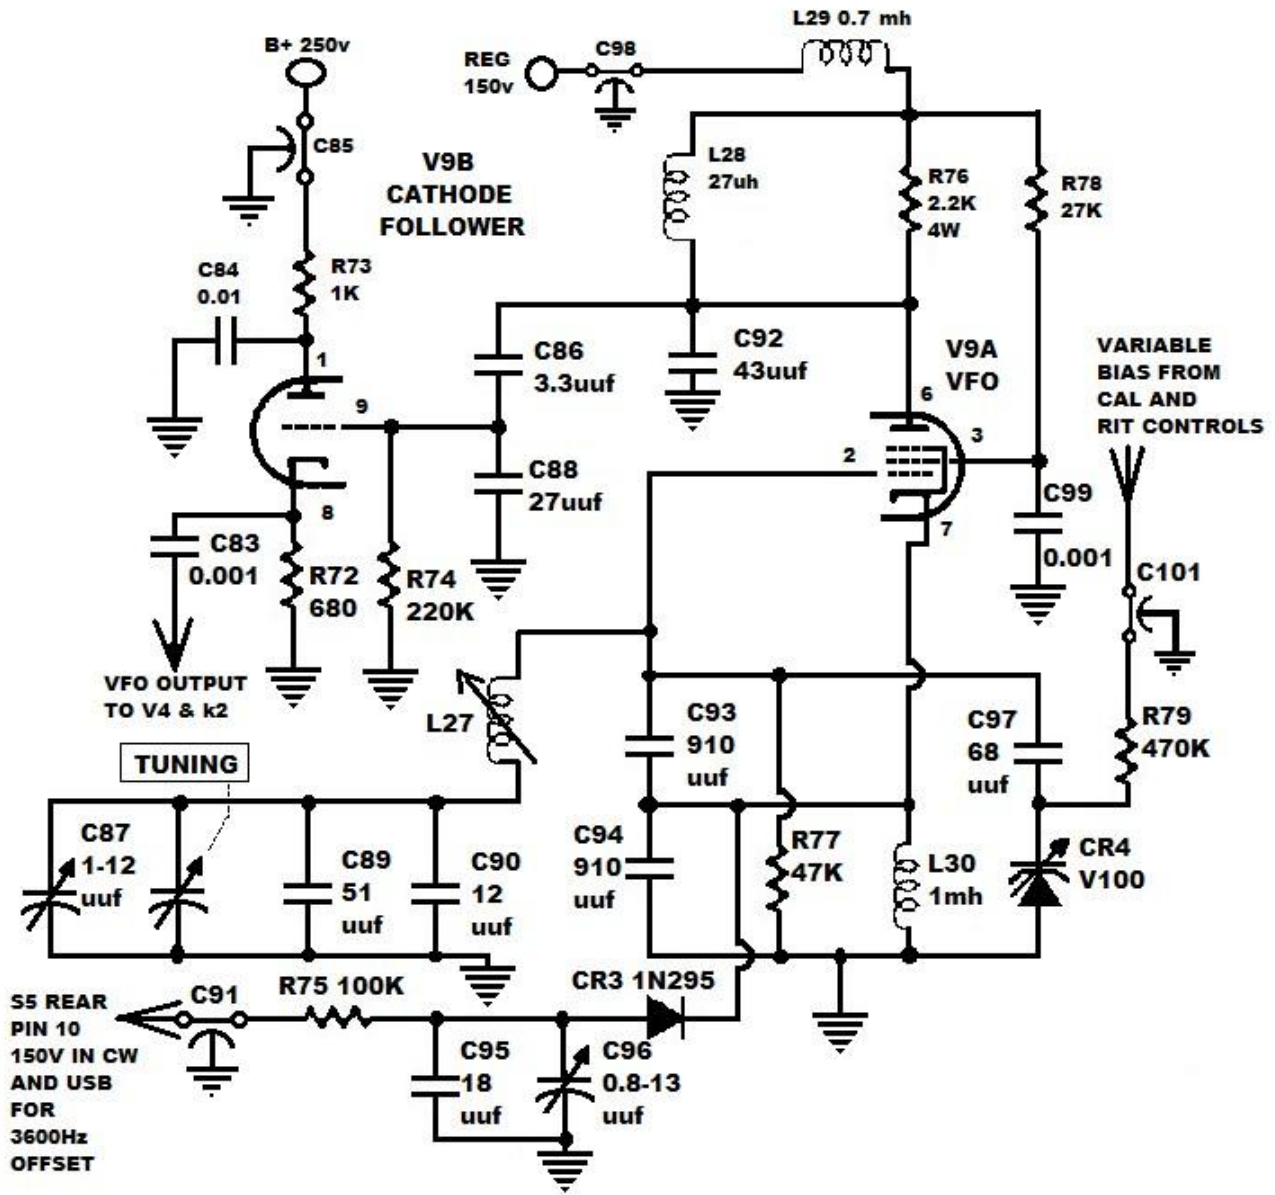 L29 0.7 mh
B+ 250v
REG
150v
C98
C85
V9B
CATHODE
FOLLOWER
L28
27uh
R76
2.2K
4W
R78
27K
C84
0.01
R73
1K
1
9
8
C86
3.3uuf
C92
43uuf
V9A
VFO
6
3
2
7
VARIABLE
BIAS FROM
CAL AND
RIT CONTROLS
C88
27uuf
C99
0.001
C101
C83
0.001
R72
680
R74
220K
VFO OUTPUT
TO V4 & k2
L27
C93
910
uuf
C97
68
uuf
R79
470K
TUNING
C87
1-12
uuf
C89
51
uuf
C90
12
uuf
C94
910
uuf
R77
47K
L30
1mh
CR4
V100
S5 REAR
PIN 10
150V IN CW
AND USB
FOR
3600Hz
OFFSET
C91
R75 100K
CR3 1N295
C95
18
uuf
C96
0.8-13
uuf